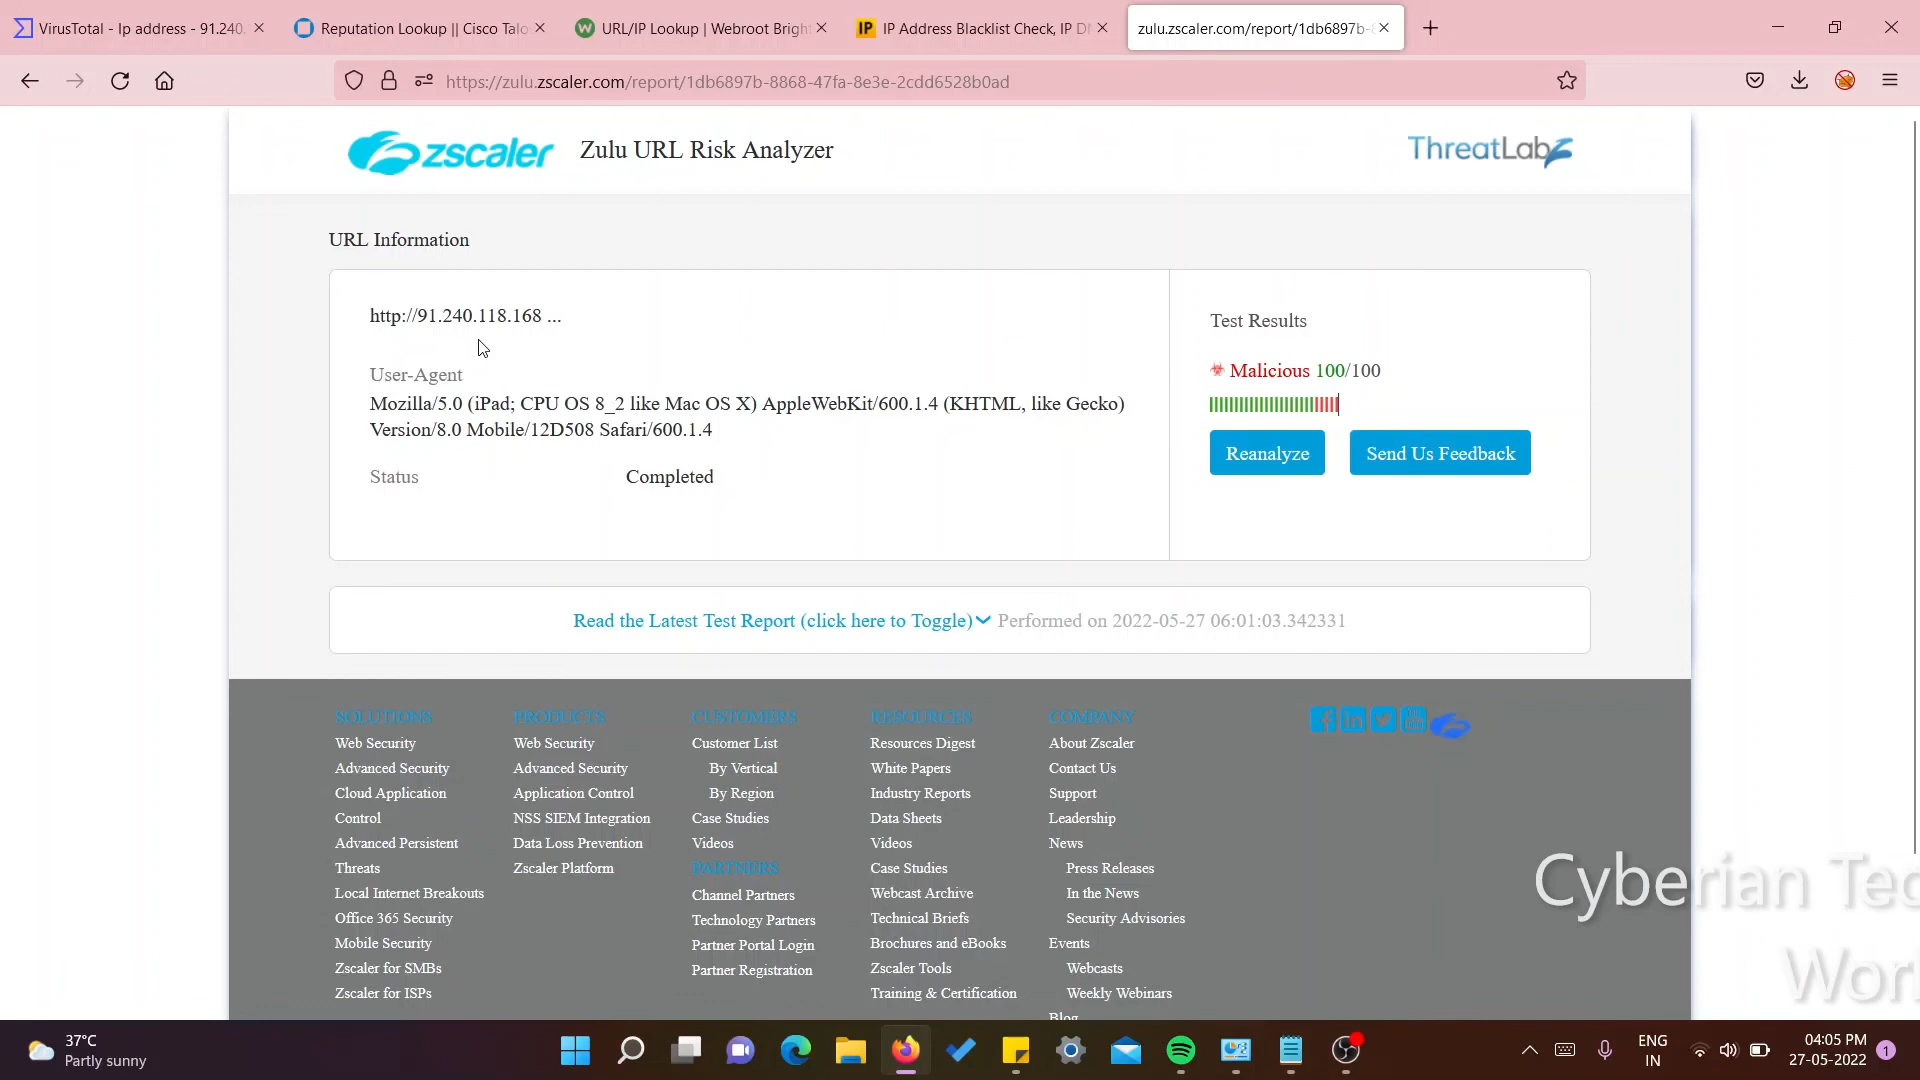 VirusTotal - Ip address - 91.240.
Reputation Lookup || Cisco Talo
URL/IP Lookup | Webroot Bright
IP Address Blacklist Check, IP D
zulu.zscaler.com/report/1db6897b-8
https://zulu.zscaler.com/report/1db6897b-8868-47fa-8e3e-2cdd6528b0ad
zscaler
Zulu URL Risk Analyzer
ThreatLabZ
URL Information
http://91.240.118.168 ...
User-Agent
Mozilla/5.0 (iPad; CPU OS 8_2 like Mac OS X) AppleWebKit/600.1.4 (KHTML, like Gecko)
Version/8.0 Mobile/12D508 Safari/600.1.4
Status Completed
Test Results
Malicious 100/100
Reanalyze
Send Us Feedback
Read the Latest Test Report (click here to Toggle) Performed on 2022-05-27 06:01:03.342331
SOLUTIONS
Web Security
Advanced Security
Cloud Application
Control
Advanced Persistent
Threats
Local Internet Breakouts
Office 365 Security
Mobile Security
Zscaler for SMBs
Zscaler for ISPs
PRODUCTS
Web Security
Advanced Security
Application Control
NSS SIEM Integration
Data Loss Prevention
Zscaler Platform
CUSTOMERS
Customer List
By Vertical
By Region
Case Studies
Videos
PARTNERS
Channel Partners
Technology Partners
Partner Portal Login
Partner Registration
RESOURCES
Resources Digest
White Papers
Industry Reports
Data Sheets
Videos
Case Studies
Webcast Archive
Technical Briefs
Brochures and eBooks
Zscaler Tools
Training & Certification
COMPANY
About Zscaler
Contact Us
Support
Leadership
News
Press Releases
In the News
Security Advisories
Events
Webcasts
Weekly Webinars
Blog
Cyberian Tec
Worl
37°C
Partly sunny
ENG
IN
04:05 PM
27-05-2022
1